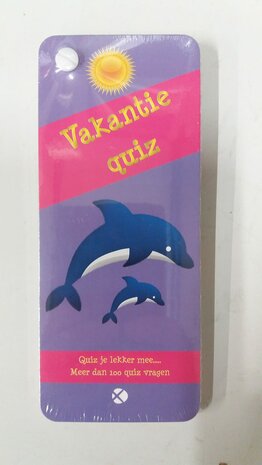 Vakantie
quiz
Quiz je lekker mee....
Meer dan 100 quiz vragen